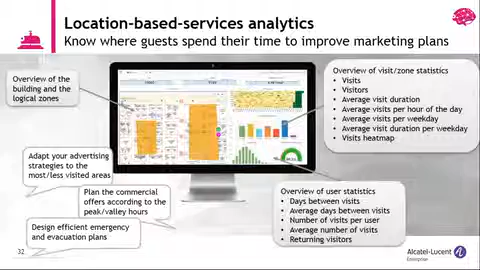 Location-based-services analytics
Know where guests spend their time to improve marketing plans
Overview of the
building and the
logical zones
Adapt your advertising
strategies to the
most/less visited areas
Plan the commercial
offers according to the
peak/valley hours
Design efficient emergency
and evacuation plans
Overview of visit/zone statistics
• Visits
• Visitors
• Average visit duration
• Average visits per hour of the day
• Average visits per weekday
• Average visit duration per weekday
• Visits heatmap
Overview of user statistics
• Days between visits
• Average days between visits
• Number of visits per user
• Average number of visits
• Returning visitors
32
Alcatel-Lucent
Enterprise